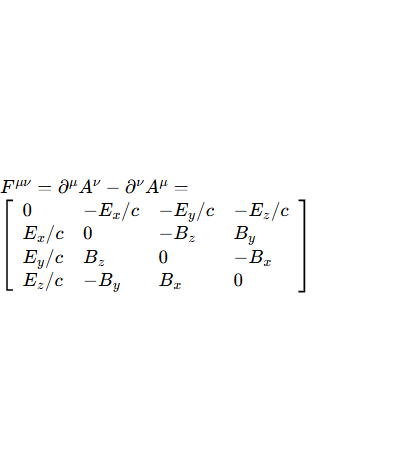 F^{μν} = ∂^μ A^ν − ∂^ν A^μ =
0 −E_x/c −E_y/c −E_z/c
E_x/c 0 −B_z B_y
E_y/c B_z 0 −B_x
E_z/c −B_y B_x 0